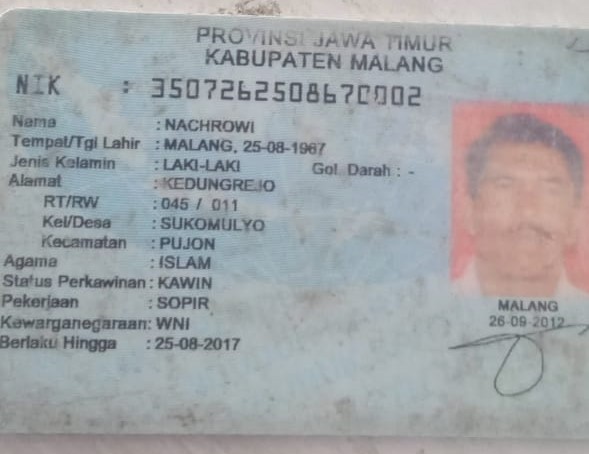 PROVINSI JAWA TIMUR
KABUPATEN MALANG
NIK : 3507262508670002
Nama : NACHROWI
Tempat/Tgl Lahir : MALANG, 25-08-1967
Jenis Kelamin : LAKI-LAKI Gol. Darah : -
Alamat : KEDUNGREJO
RT/RW : 045 / 011
Kel/Desa : SUKOMULYO
Kecamatan : PUJON
Agama : ISLAM
Status Perkawinan : KAWIN
Pekerjaan : SOPIR
Kewarganegaraan : WNI
Berlaku Hingga : 25-08-2017
MALANG
26-09-2012